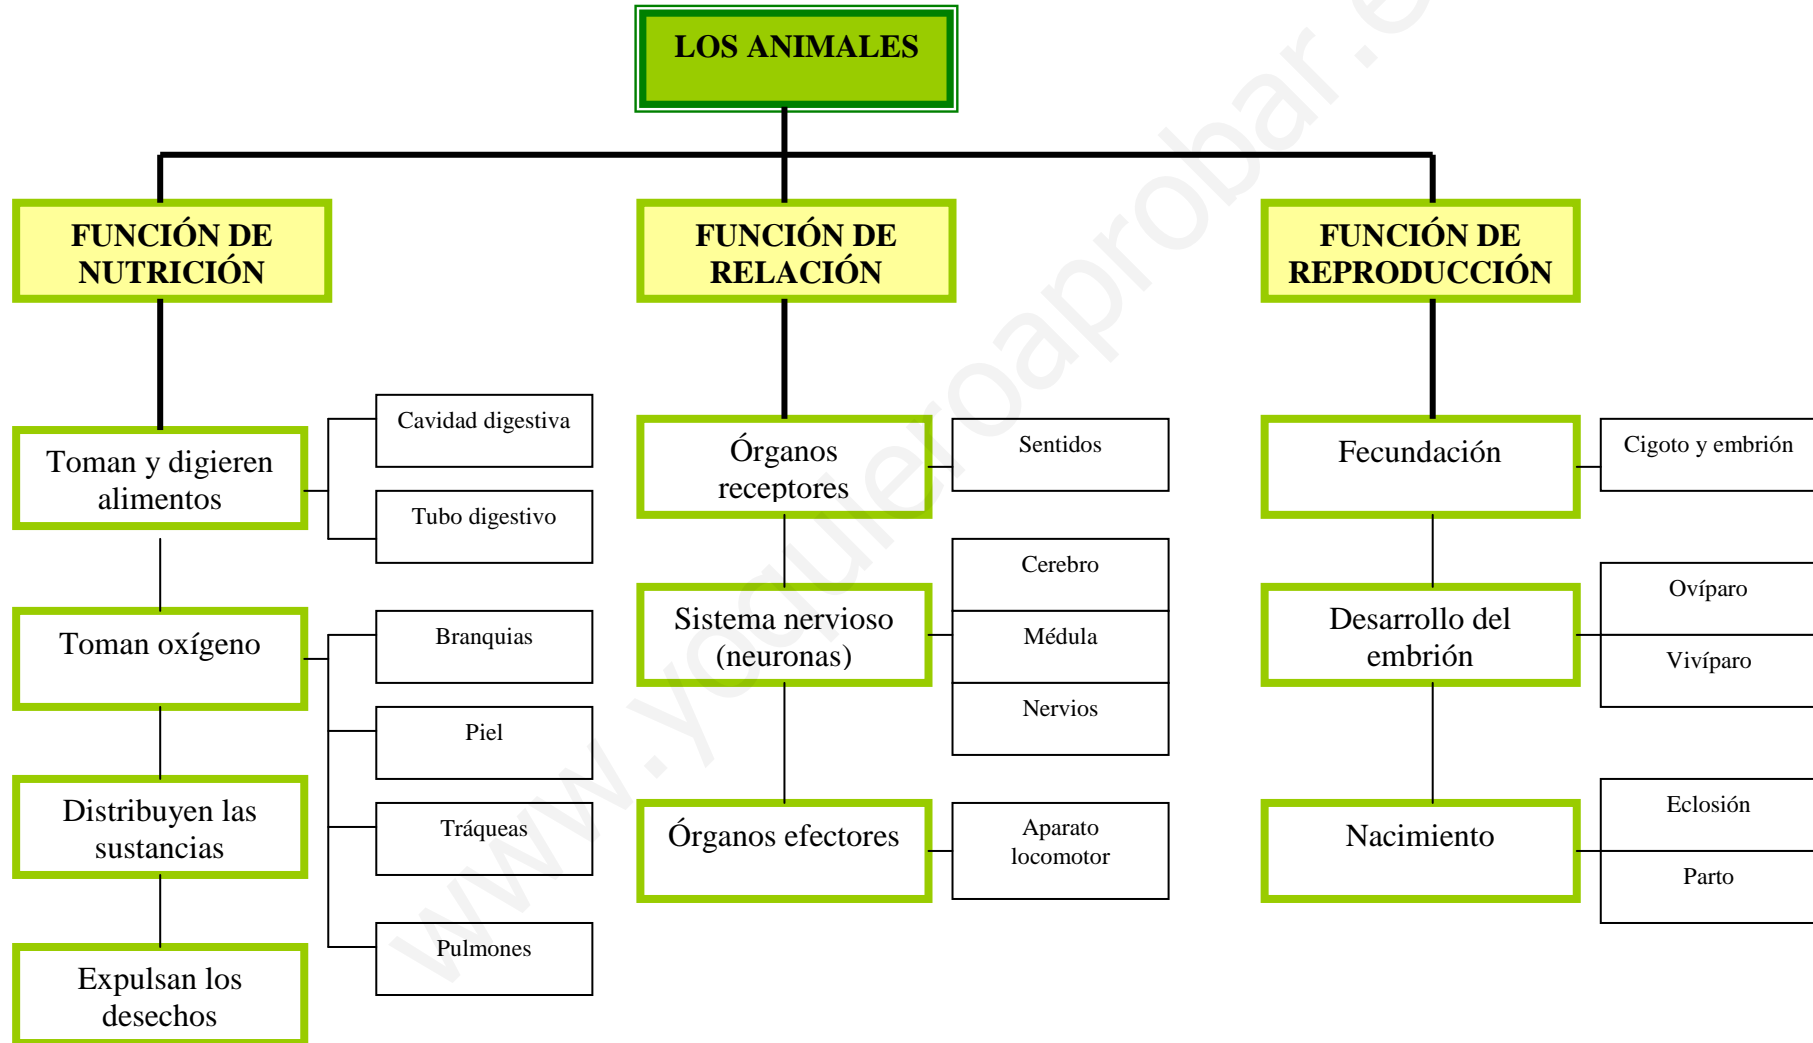 LOS ANIMALES
FUNCIÓN DE
NUTRICIÓN
Toman y digieren
alimentos
Cavidad digestiva
Tubo digestivo
Toman oxígeno
Branquias
Piel
Tráqueas
Pulmones
Distribuyen las
sustancias
Expulsan los
desechos
FUNCIÓN DE
RELACIÓN
Órganos
receptores
Sentidos
Sistema nervioso
(neuronas)
Cerebro
Médula
Nervios
Órganos efectores
Aparato
locomotor
FUNCIÓN DE
REPRODUCCIÓN
Fecundación
Cigoto y embrión
Desarrollo del
embrión
Ovíparo
Vivíparo
Nacimiento
Eclosión
Parto
www.yoquieroaprobar.e